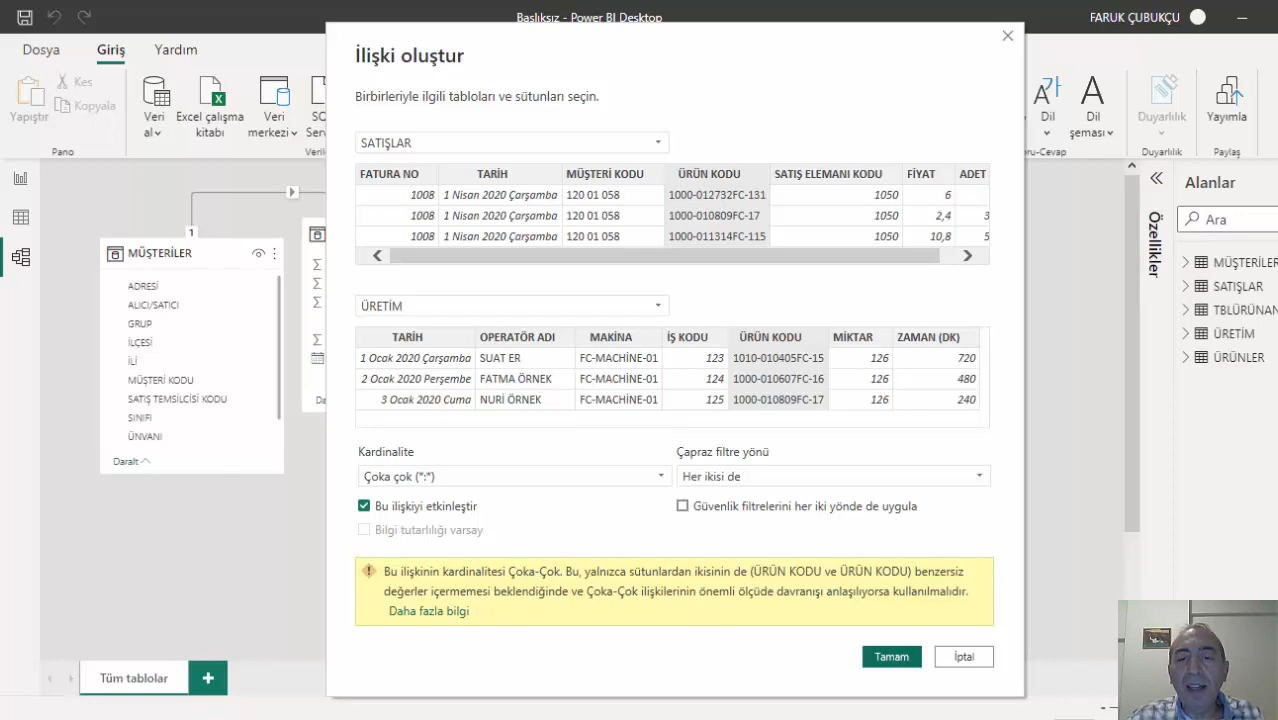 Başlıksız - Power BI Desktop
FARUK ÇUBUKÇU
Dosya
Giriş
Yardım
Yapıştır
Kes
Kopyala
Pano
Veri al
Excel çalışma kitabı
Veri merkezi
Dil
Dil şeması
ru-Cevap
Duyarlılık
Duyarlılık
Yayımla
Paylaş
İlişki oluştur
Birbirleriyle ilgili tabloları ve sütunları seçin.
SATIŞLAR
FATURA NO TARİH MÜŞTERİ KODU ÜRÜN KODU SATIŞ ELEMANI KODU FİYAT ADET
1008 1 Nisan 2020 Çarşamba 120 01 058 1000-012732FC-131 1050 6
1008 1 Nisan 2020 Çarşamba 120 01 058 1000-010809FC-17 1050 2,4 3
1008 1 Nisan 2020 Çarşamba 120 01 058 1000-011314FC-115 1050 10,8 5
ÜRETİM
TARİH OPERATÖR ADI MAKİNA İŞ KODU ÜRÜN KODU MİKTAR ZAMAN (DK)
1 Ocak 2020 Çarşamba SUAT ER FC-MACHİNE-01 123 1010-010405FC-15 126 720
2 Ocak 2020 Perşembe FATMA ÖRNEK FC-MACHİNE-01 124 1000-010607FC-16 126 480
3 Ocak 2020 Cuma NURİ ÖRNEK FC-MACHİNE-01 125 1000-010809FC-17 126 240
Kardinalite
Çoka çok (*:*)
Çapraz filtre yönü
Her ikisi de
Bu ilişkiyi etkinleştir
Güvenlik filtrelerini her iki yönde de uygula
Bilgi tutarlılığı varsay
Bu ilişkinin kardinalitesi Çoka-Çok. Bu, yalnızca sütunlardan ikisinin de (ÜRÜN KODU ve ÜRÜN KODU) benzersiz
değerler içermemesi beklendiğinde ve Çoka-Çok ilişkilerinin önemli ölçüde davranışı anlaşılıyorsa kullanılmalıdır.
Daha fazla bilgi
Tamam
İptal
1
MÜŞTERİLER
ADRESİ
ALICI/SATICI
GRUP
İLÇESİ
İLİ
MÜŞTERİ KODU
SATIŞ TEMSİLCİSİ KODU
SINIFI
ÜNVANI
Daralt
Özellikler
Alanlar
Ara
MÜŞTERİLER
SATIŞLAR
TBLÜRÜNAN
ÜRETİM
ÜRÜNLER
Tüm tablolar